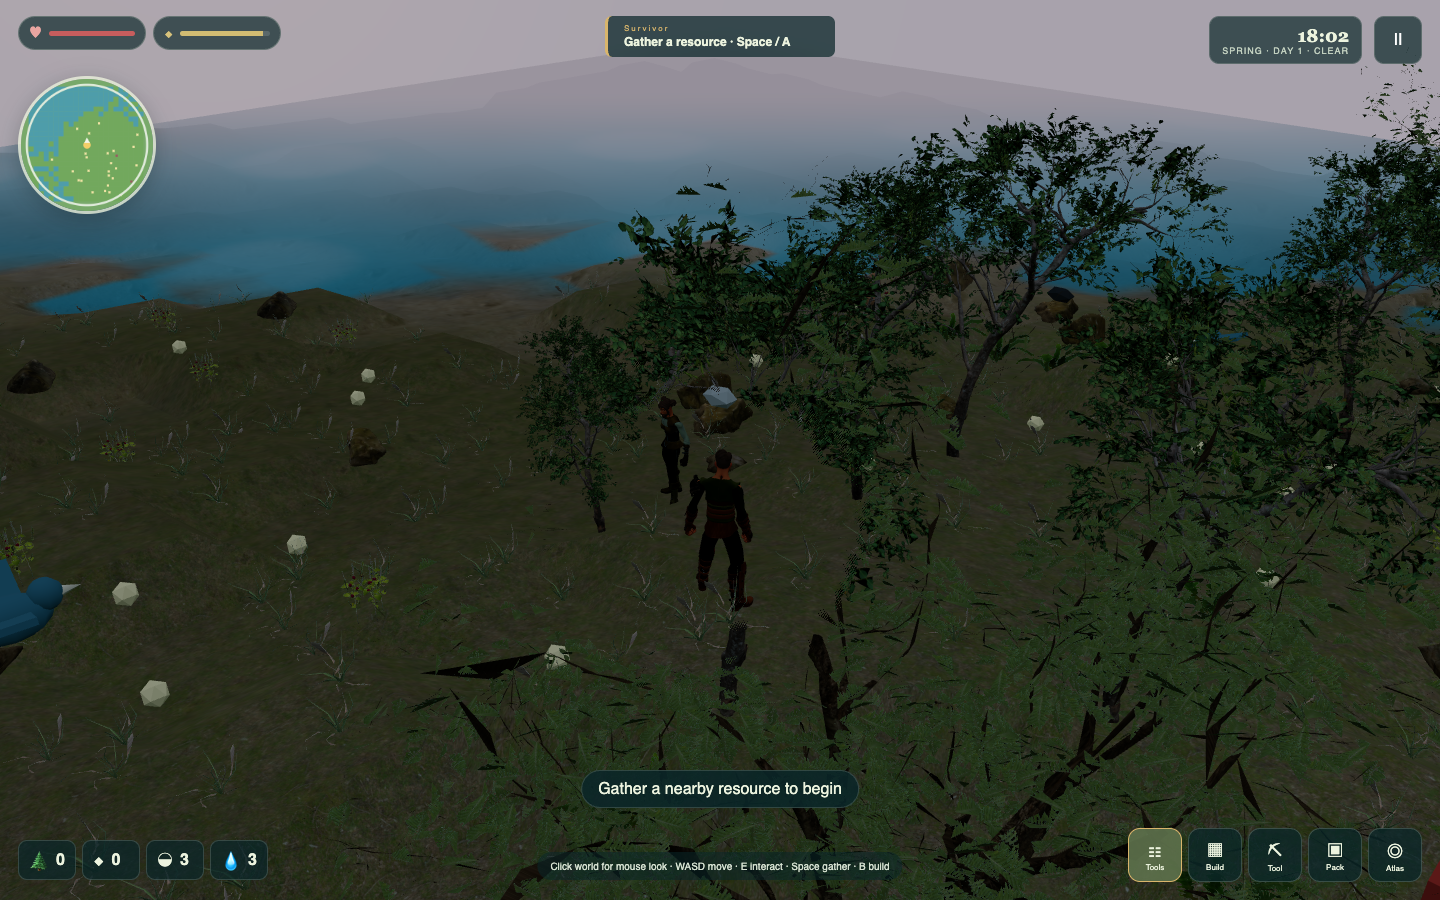 Survivor
Gather a resource · Space / A
18:02
SPRING · DAY 1 · CLEAR
Gather a nearby resource to begin
0
0
3
3
Click world for mouse look · WASD move · E interact · Space gather · B build
Tools
Build
Tool
Pack
Atlas